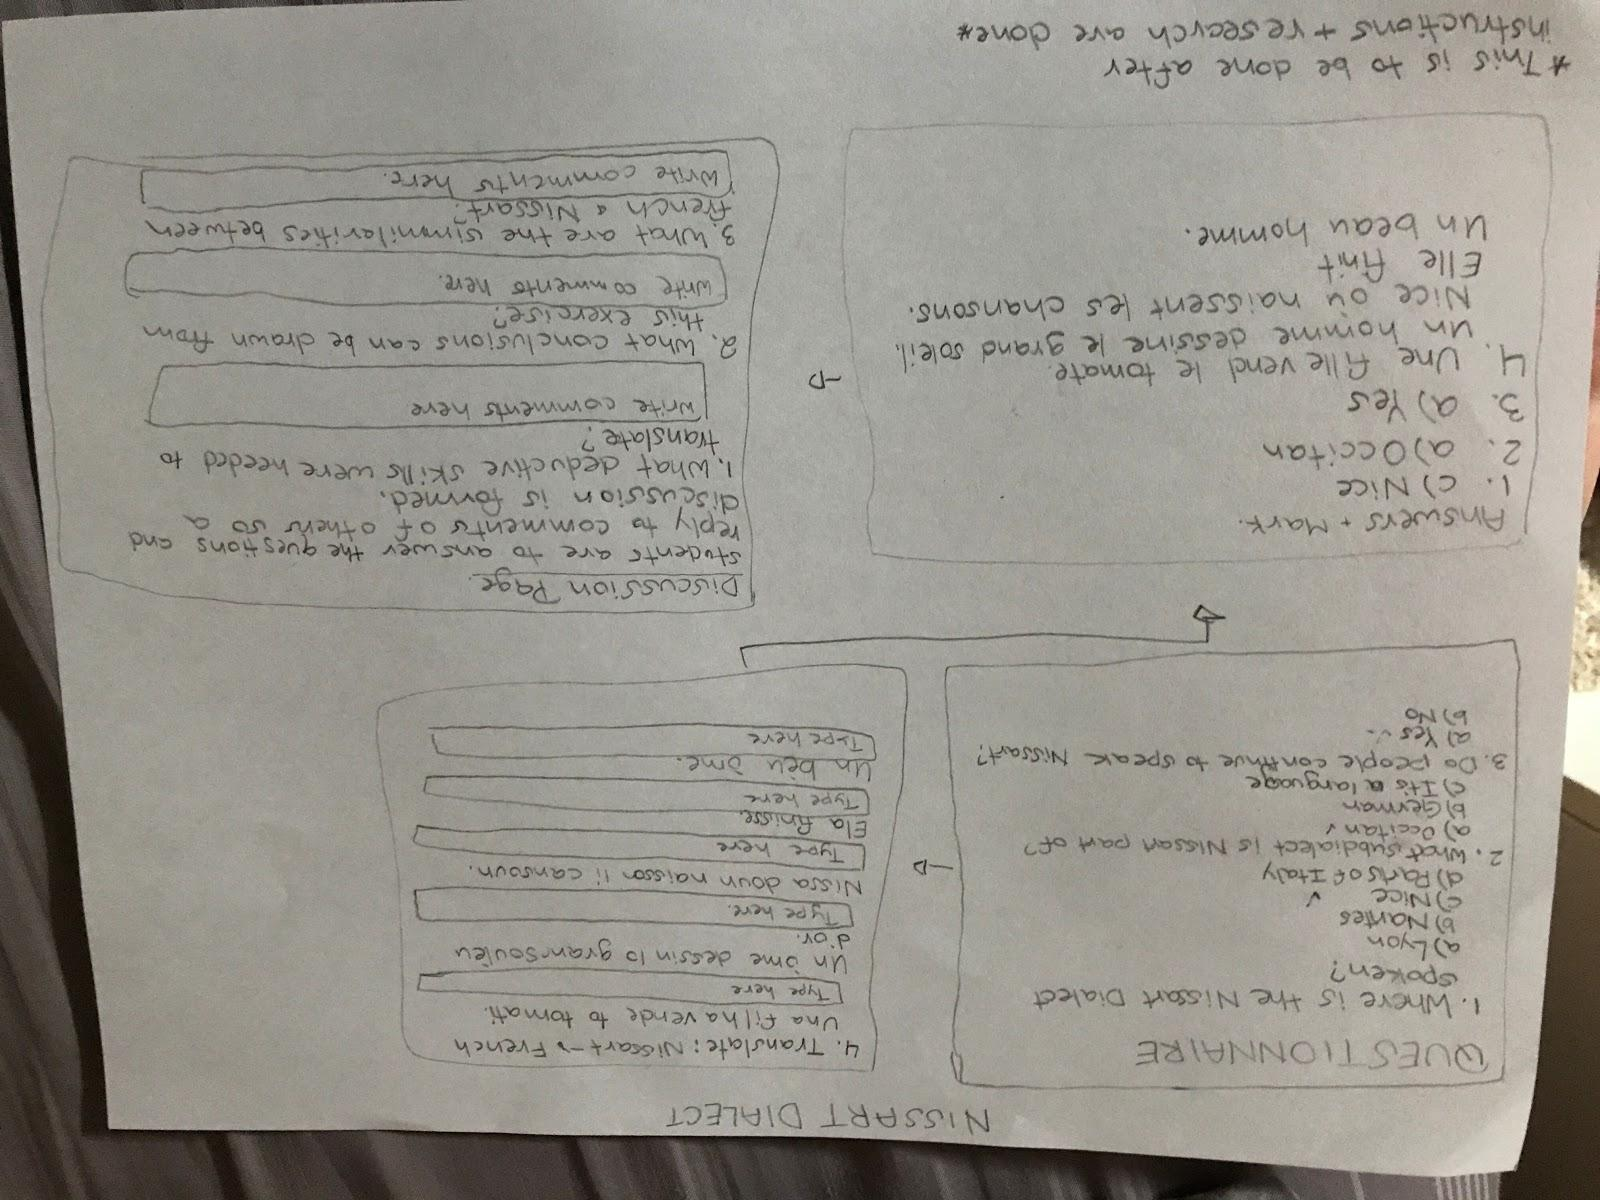 NISSART DIALECT
QUESTIONNAIRE
1. Where is the Nissart Dialect
spoken?
a) Lyon
b) Nantes
c) Nice ✓
d) Parts of Italy
2. What subdialect is Nissart part of?
a) Occitan ✓
b) German
c) It's a language
3. Do people continue to speak Nissart?
a) Yes ✓
b) No
4. Translate: Nissart → French
Una filha vende to tomati.
Type here
Un ome dessin lo gran souleu
d'or.
Type here.
Nissa doun naisson li cansoun.
Type here
Ela finisse.
Type here
Un bèu ome.
Type here
Answers + Mark.
1. c) Nice
2. a) Occitan
3. a) Yes
4. Une fille vend le tomate.
Un homme dessine le grand soleil.
Nice où naissent les chansons.
Elle finit
Un beau homme.
Discussion Page.
Students are to answer the questions and
reply to comments of others so a
discussion is formed.
1. What deductive skills were needed to
translate?
Write comments here
2. What conclusions can be drawn from
this exercise?
Write comments here.
3. What are the simmilarities between
french & Nissart?
Write comments here.
*This is to be done after
instructions + research are done*